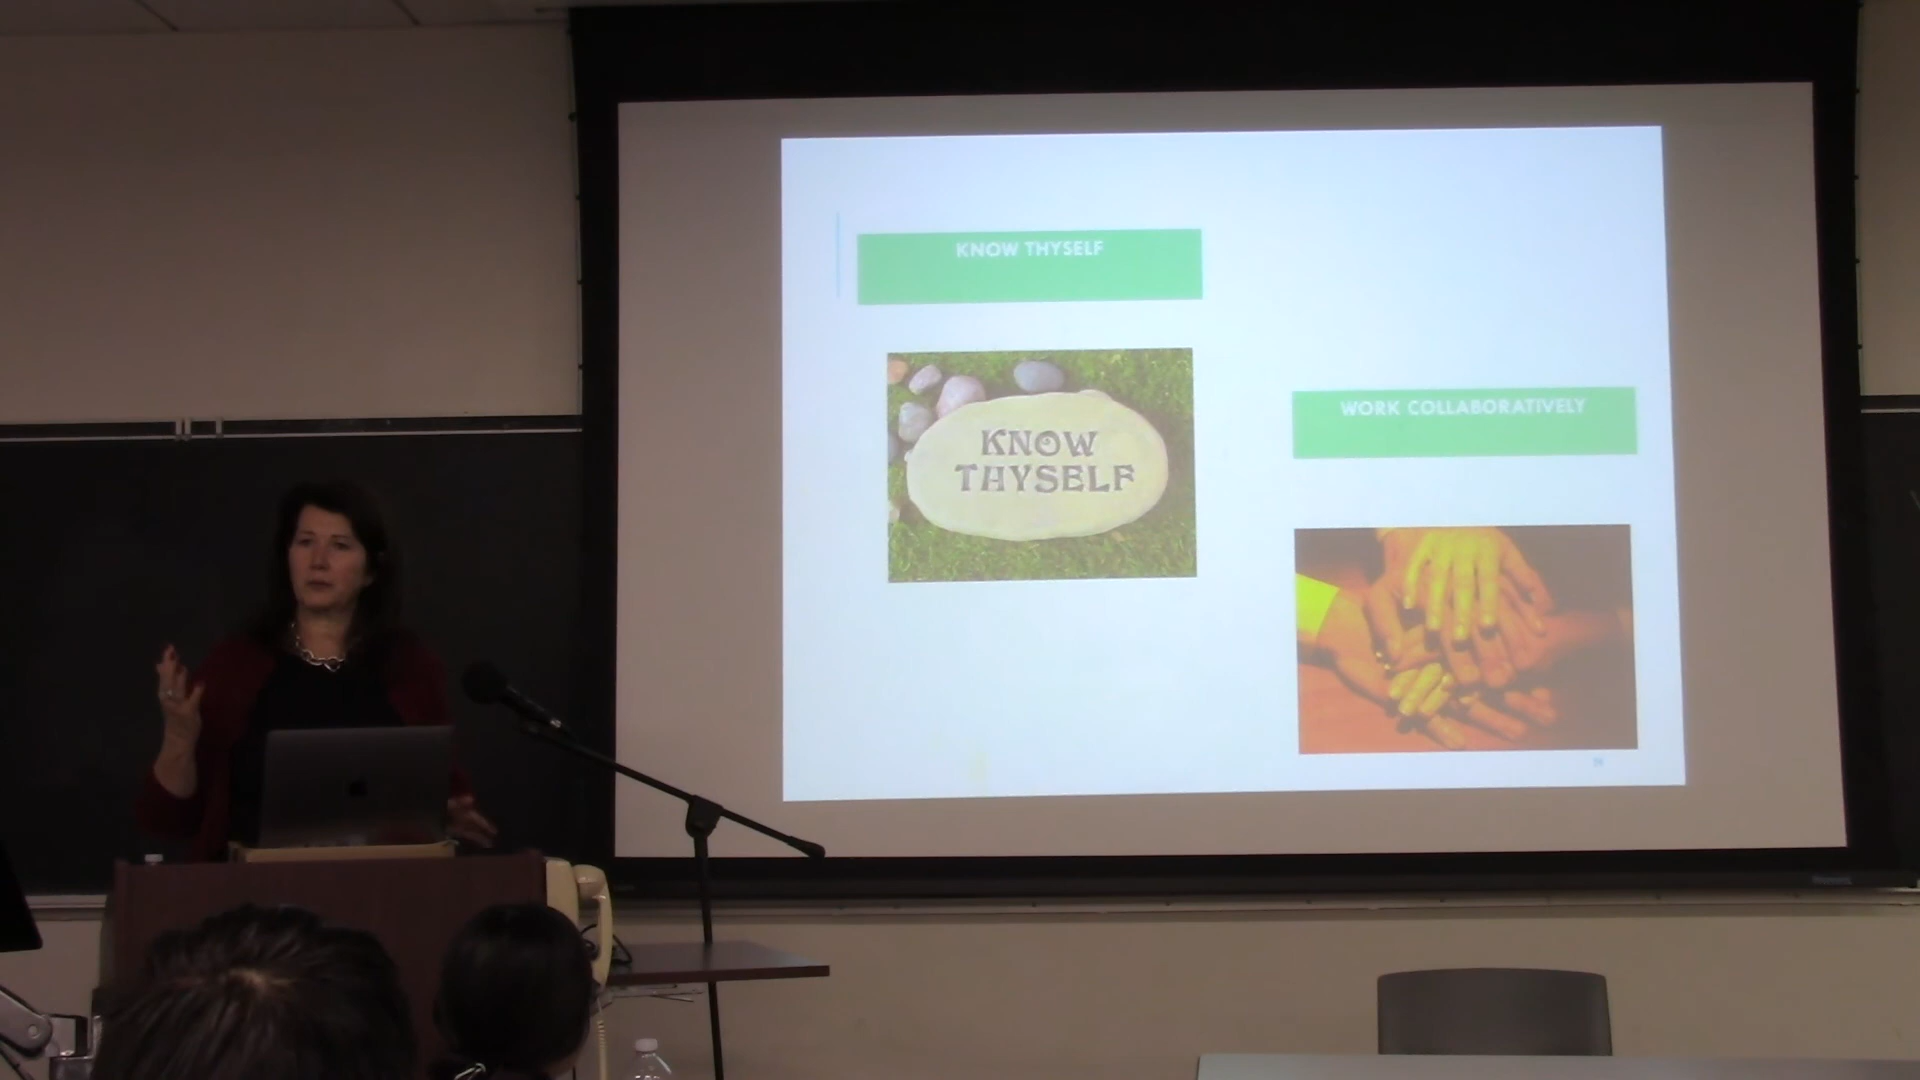 KNOW THYSELF
KNOW
THYSELF
WORK COLLABORATIVELY